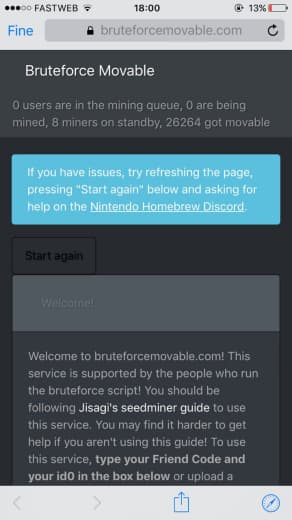 FASTWEB 18:00 13%
Fine bruteforcemovable.com
Bruteforce Movable
0 users are in the mining queue, 0 are being
mined, 8 miners on standby, 26264 got movable
If you have issues, try refreshing the page,
pressing "Start again" below and asking for
help on the Nintendo Homebrew Discord.
Start again
Welcome!
Welcome to bruteforcemovable.com! This
service is supported by the people who run
the bruteforce script! You should be
following Jisagi's seedminer guide to use
this service. You may find it harder to get
help if you aren't using this guide! To use
this service, type your Friend Code and
your id0 in the box below or upload a